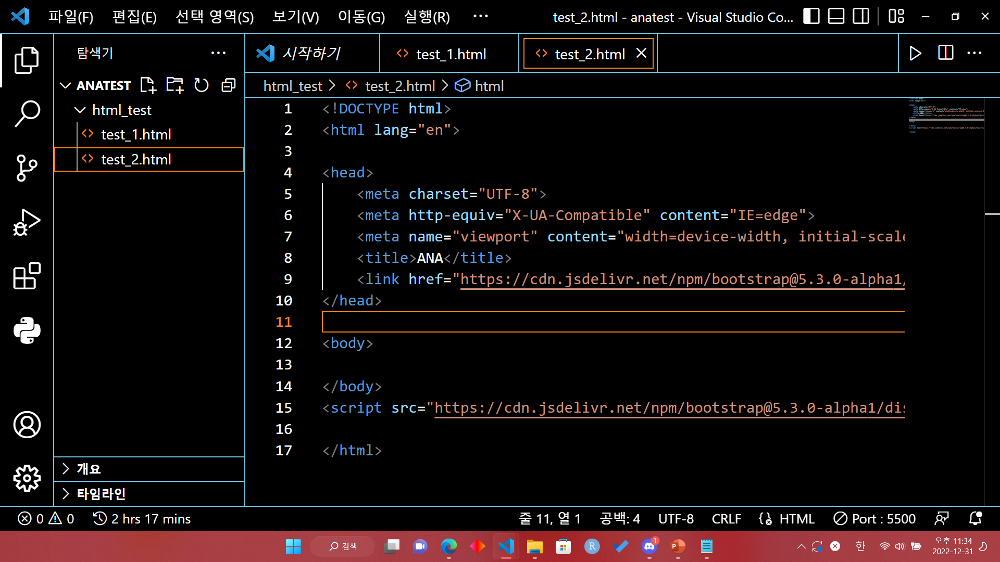 파일(F) 편집(E) 선택 영역(S) 보기(V) 이동(G) 실행(R) ··· test_2.html - anatest - Visual Studio Co...
탐색기 ···
시작하기 test_1.html test_2.html
ANATEST
html_test
test_1.html
test_2.html
개요
타임라인
html_test > test_2.html > html
1 <!DOCTYPE html>
2 <html lang="en">
3
4 <head>
5     <meta charset="UTF-8">
6     <meta http-equiv="X-UA-Compatible" content="IE=edge">
7     <meta name="viewport" content="width=device-width, initial-scale
8     <title>ANA</title>
9     <link href="https://cdn.jsdelivr.net/npm/bootstrap@5.3.0-alpha1/
10 </head>
11
12 <body>
13
14 </body>
15 <script src="https://cdn.jsdelivr.net/npm/bootstrap@5.3.0-alpha1/dis
16
17 </html>
0 0 2 hrs 17 mins 줄 11, 열 1 공백: 4 UTF-8 CRLF HTML Port : 5500
검색 R P 1 한 오후 11:34
2022-12-31